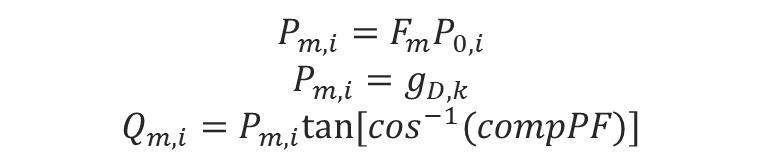 P_{m,i} = F_m P_{0,i}
P_{m,i} = g_{D,k}
Q_{m,i} = P_{m,i}tan[cos^{-1}(compPF)]